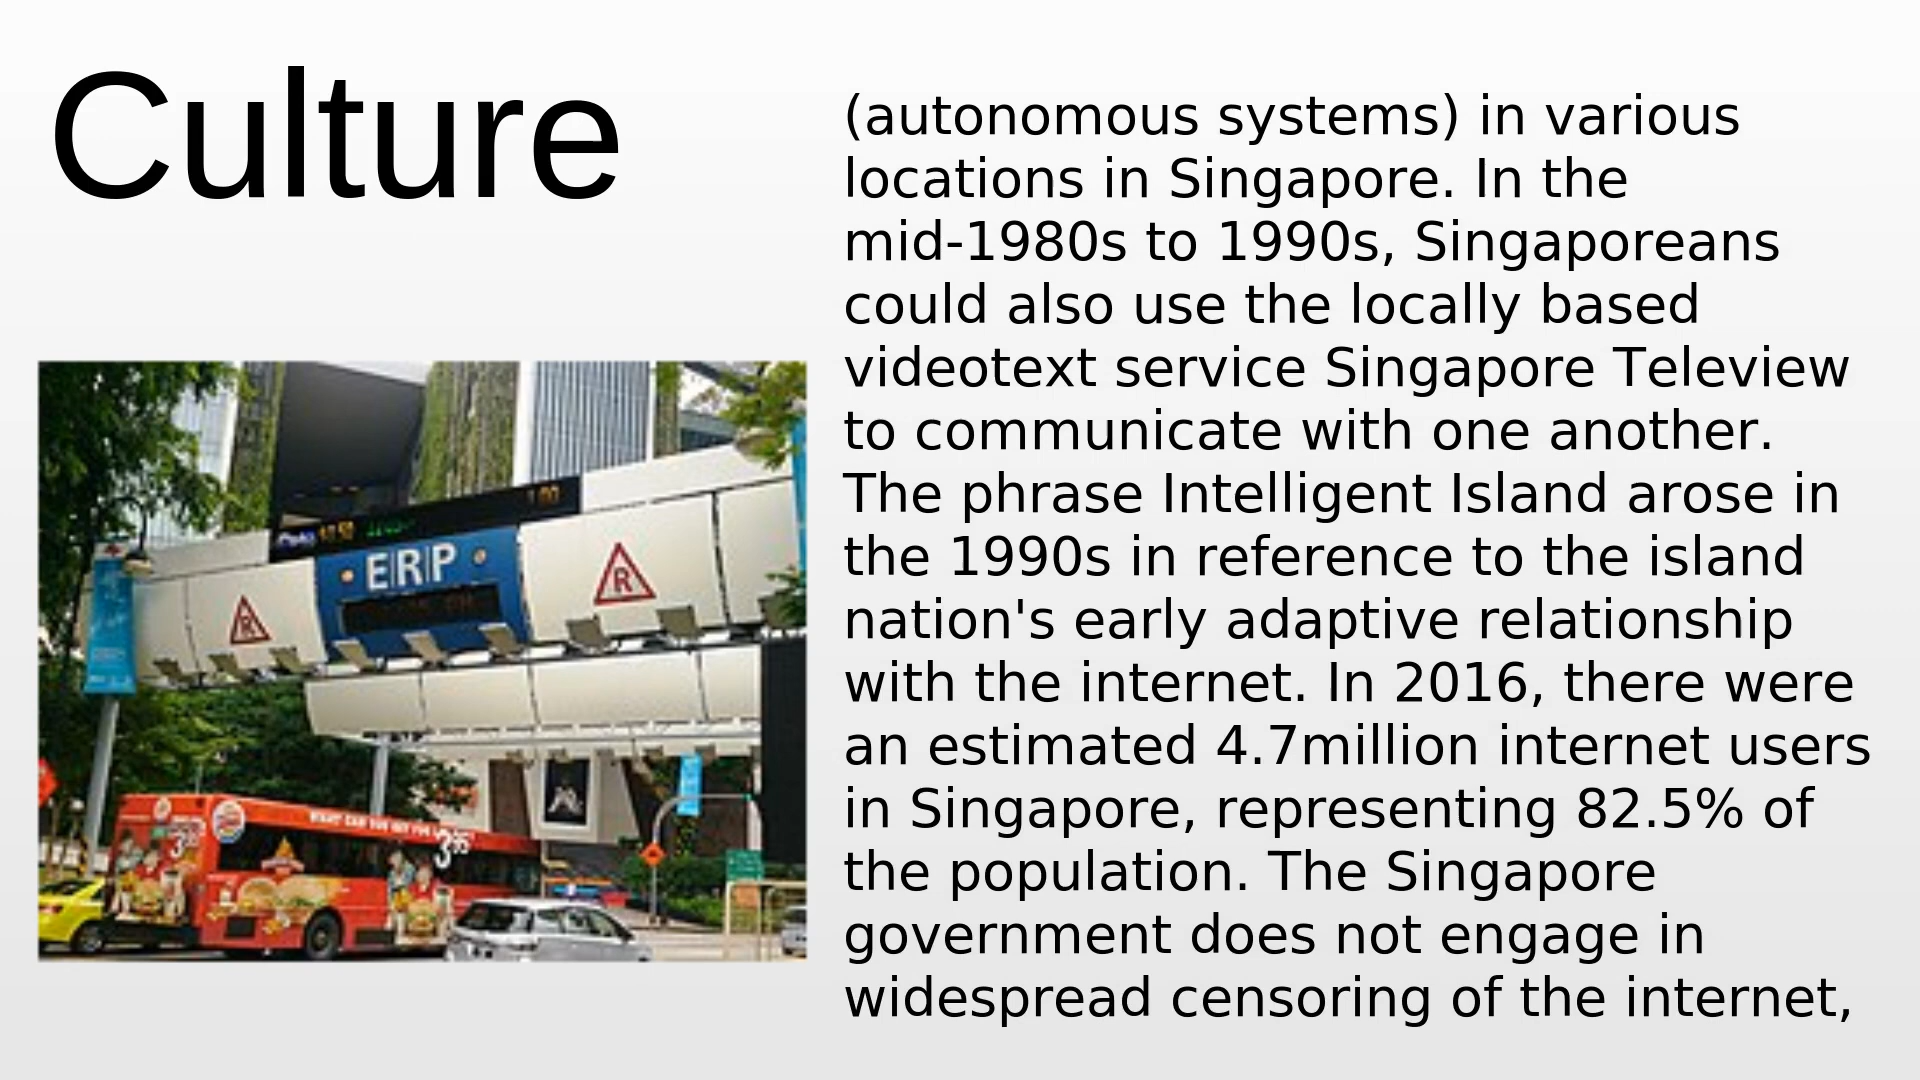 Culture
(autonomous systems) in various
locations in Singapore. In the
mid-1980s to 1990s, Singaporeans
could also use the locally based
videotext service Singapore Teleview
to communicate with one another.
The phrase Intelligent Island arose in
the 1990s in reference to the island
nation's early adaptive relationship
with the internet. In 2016, there were
an estimated 4.7million internet users
in Singapore, representing 82.5% of
the population. The Singapore
government does not engage in
widespread censoring of the internet,
ERP
R
R